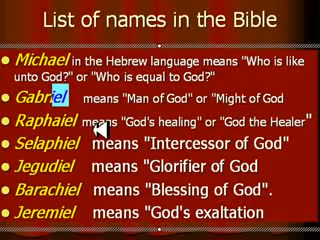 List of names in the Bible
Michael in the Hebrew language means "Who is like
unto God?" or "Who is equal to God?"
Gabriel means "Man of God" or "Might of God
Raphaiel means "God's healing" or "God the Healer"
Selaphiel means "Intercessor of God"
Jegudiel means "Glorifier of God
Barachiel means "Blessing of God".
Jeremiel means "God's exaltation